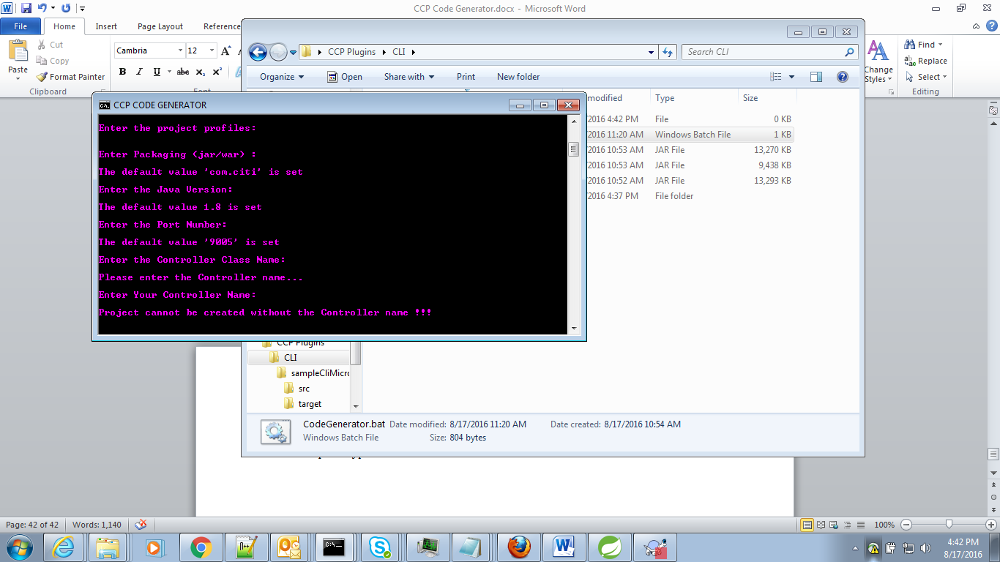 CCP Code Generator.docx - Microsoft Word
File Home Insert Page Layout Reference
Cut
Copy
Format Painter
Paste
Clipboard
Cambria 12
B I U abc X₂ X²
Font
CCP Plugins CLI
Search CLI
Organize Open Share with Print New folder
Change Styles
Find
Replace
Select
Editing
modified Type Size
/2016 4:42 PM File 0 KB
/2016 11:20 AM Windows Batch File 1 KB
/2016 10:53 AM JAR File 13,270 KB
/2016 10:53 AM JAR File 9,438 KB
/2016 10:52 AM JAR File 13,293 KB
/2016 4:37 PM File folder
CCP CODE GENERATOR
Enter the project profiles:
Enter Packaging (jar/war) :
The default value 'com.citi' is set
Enter the Java Version:
The default value 1.8 is set
Enter the Port Number:
The default value '9005' is set
Enter the Controller Class Name:
Please enter the Controller name...
Enter Your Controller Name:
Project cannot be created without the Controller name !!!
CCP Plugins
CLI
sampleCliMicro
src
target
CodeGenerator.bat Date modified: 8/17/2016 11:20 AM Date created: 8/17/2016 10:54 AM
Windows Batch File Size: 804 bytes
Page: 42 of 42 Words: 1,140
100%
4:42 PM
8/17/2016